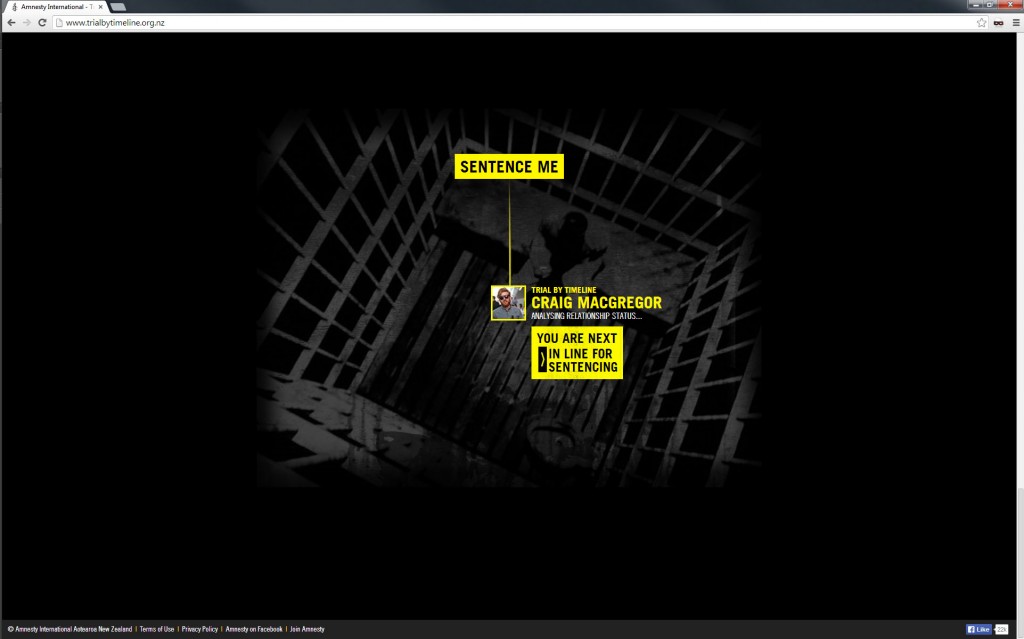 Amnesty International - T
www.trialbytimeline.org.nz
SENTENCE ME
TRIAL BY TIMELINE
CRAIG MACGREGOR
ANALYSING RELATIONSHIP STATUS...
YOU ARE NEXT
IN LINE FOR
SENTENCING
© Amnesty International Aotearoa New Zealand | Terms of Use | Privacy Policy | Amnesty on Facebook | Join Amnesty
Like 22k